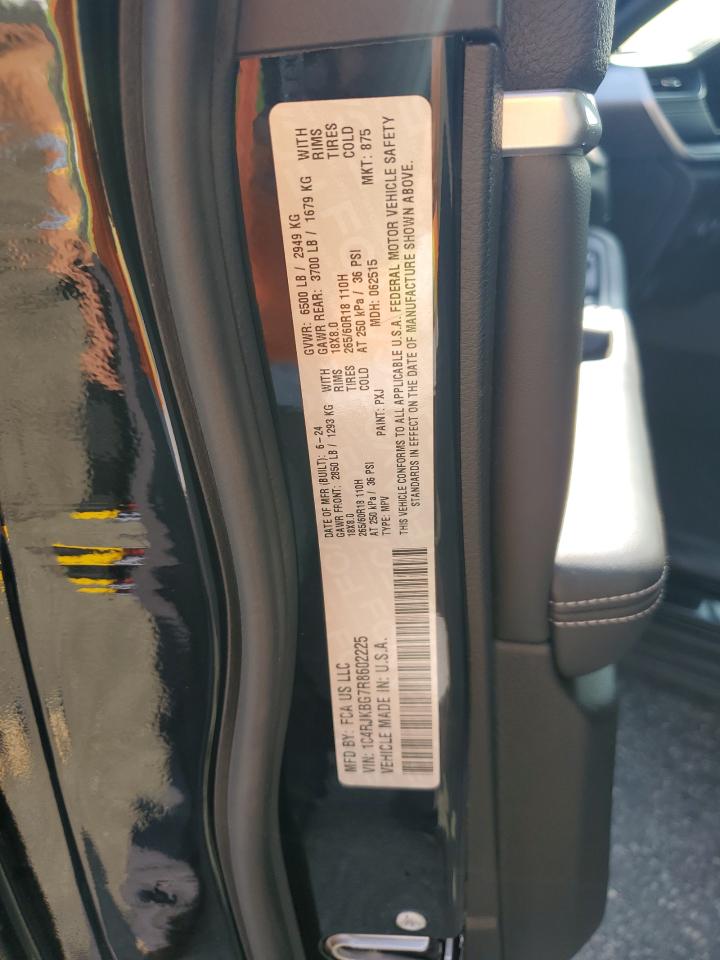 MFD BY: FCA US LLC
DATE OF MFR (BUILT): 6-24
GVWR: 6500 LB / 2949 KG
GAWR FRONT: 2850 LB / 1293 KG WITH
GAWR REAR: 3700 LB / 1679 KG WITH
18X8.0 RIMS
18X8.0 RIMS
265/60R18 110H TIRES
265/60R18 110H TIRES
AT 250 kPa / 36 PSI COLD
AT 250 kPa / 36 PSI COLD
VIN: 1C4RJKBG7R8602225
TYPE: MPV
PAINT: PXJ
MDH: 062515
MKT: 875
VEHICLE MADE IN: U.S.A.
THIS VEHICLE CONFORMS TO ALL APPLICABLE U.S.A. FEDERAL MOTOR VEHICLE SAFETY
STANDARDS IN EFFECT ON THE DATE OF MANUFACTURE SHOWN ABOVE.